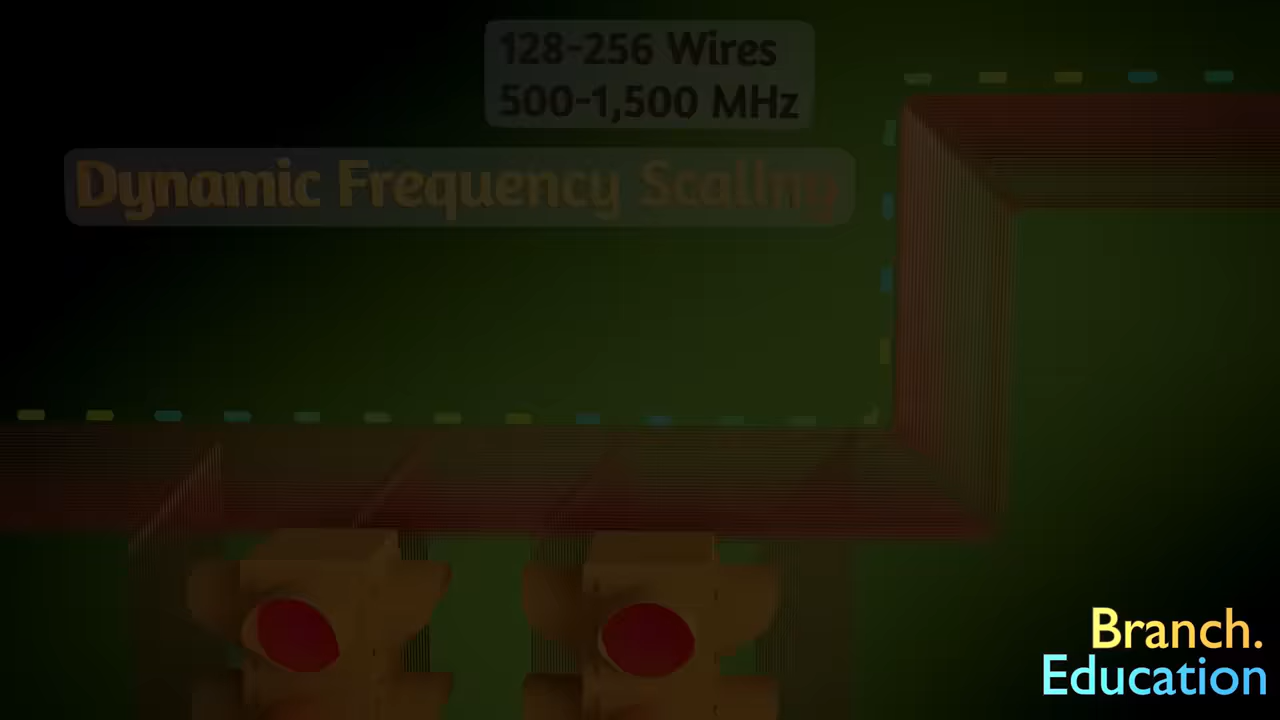 128-256 Wires
500-1,500 MHz
Dynamic Frequency Scaling
Branch.
Education